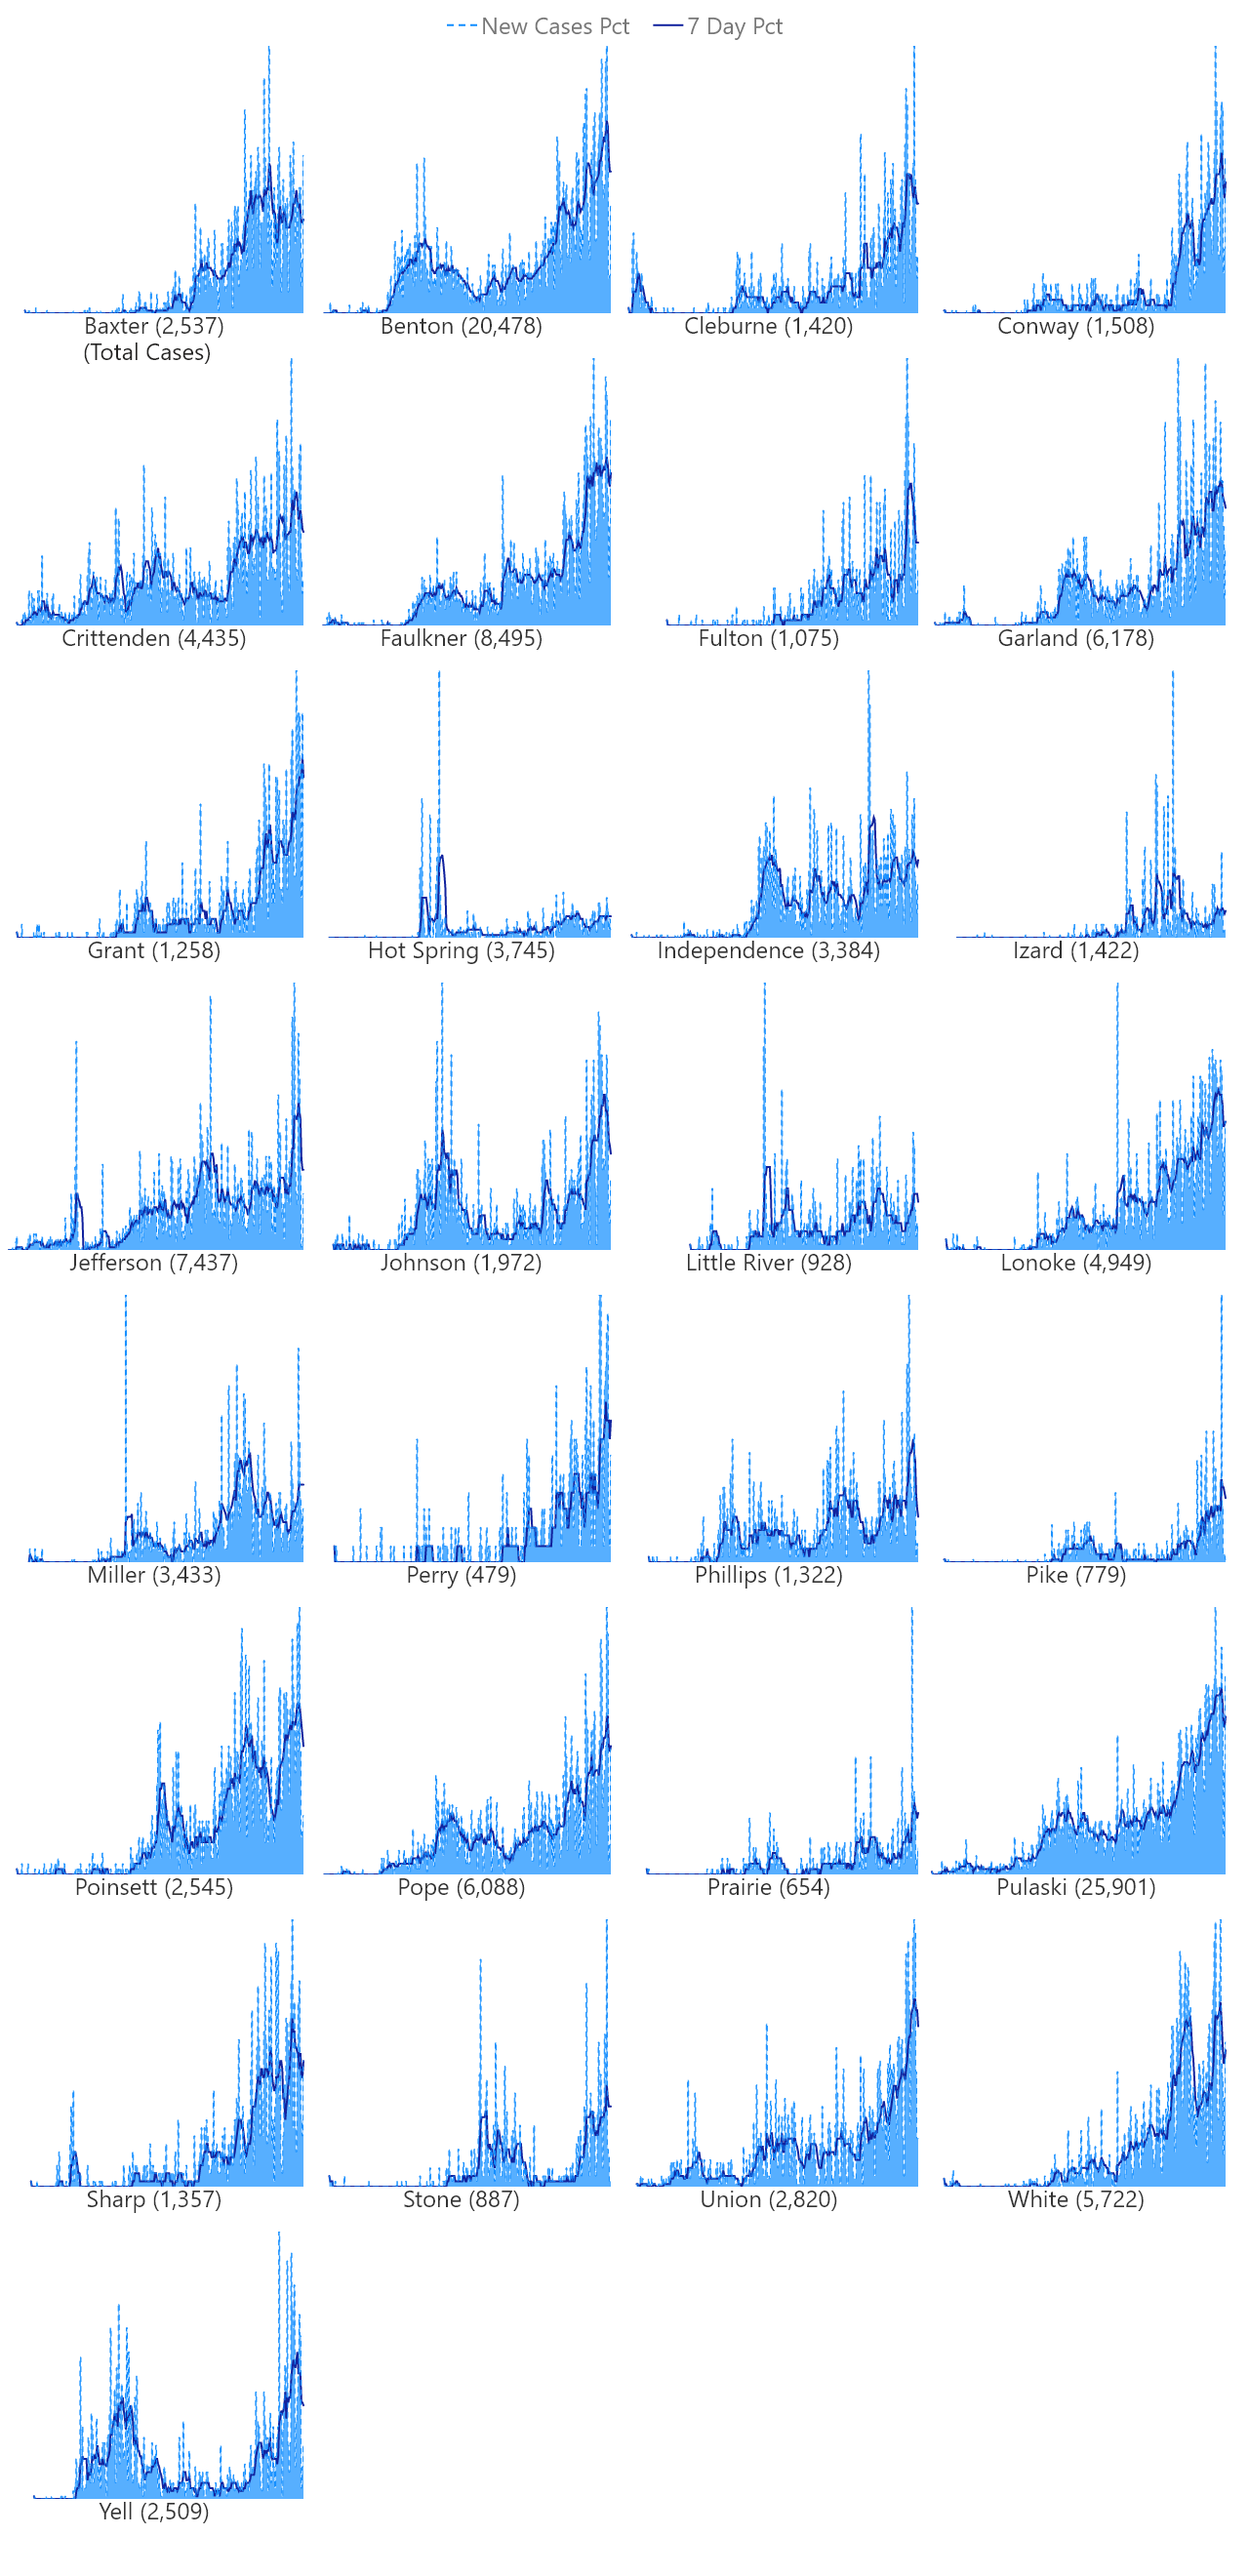 New Cases Pct 7 Day Pct
Baxter (2,537) Benton (20,478) Cleburne (1,420) Conway (1,508)
(Total Cases)
Crittenden (4,435) Faulkner (8,495) Fulton (1,075) Garland (6,178)
Grant (1,258) Hot Spring (3,745) Independence (3,384) Izard (1,422)
Jefferson (7,437) Johnson (1,972) Little River (928) Lonoke (4,949)
Miller (3,433) Perry (479) Phillips (1,322) Pike (779)
Poinsett (2,545) Pope (6,088) Prairie (654) Pulaski (25,901)
Sharp (1,357) Stone (887) Union (2,820) White (5,722)
Yell (2,509)